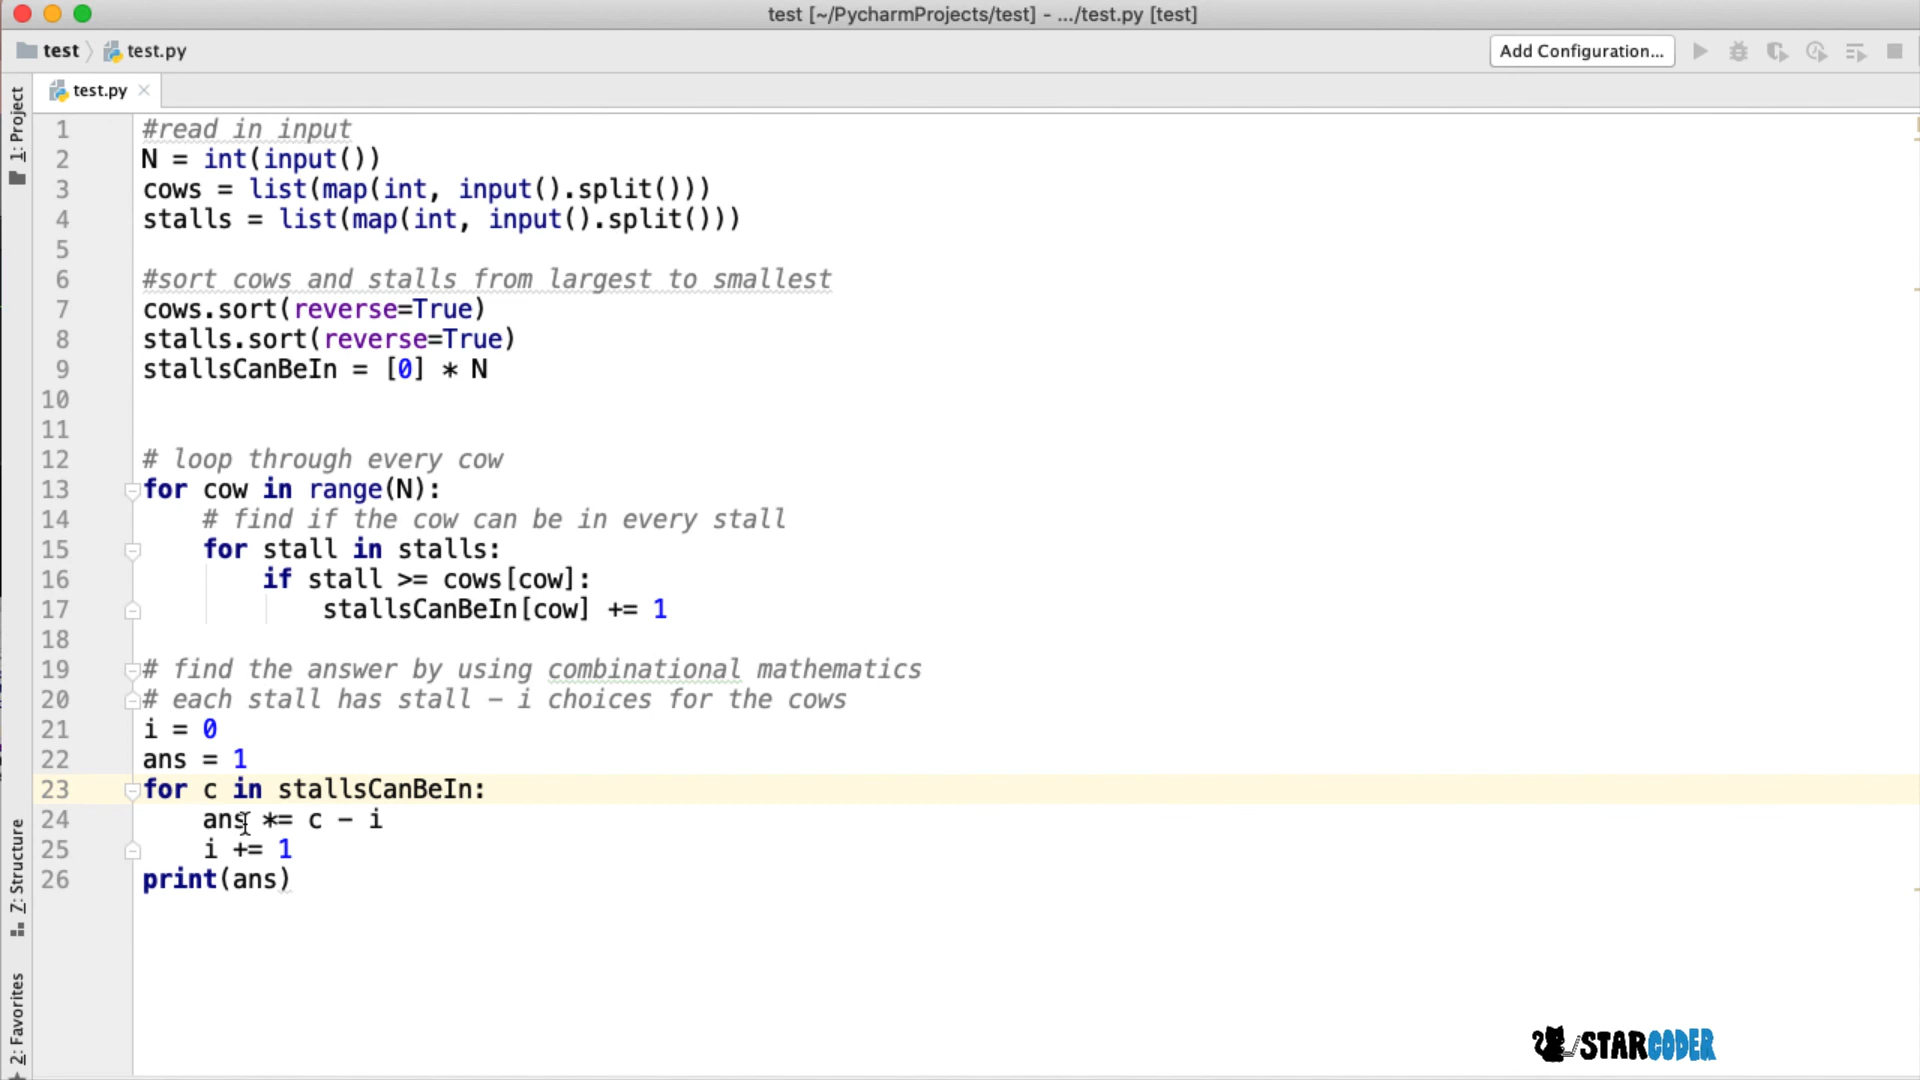 test [~/PycharmProjects/test] - .../test.py [test]
test test.py
Add Configuration...
test.py
1: Project
1 #read in input
2 N = int(input())
3 cows = list(map(int, input().split()))
4 stalls = list(map(int, input().split()))
5
6 #sort cows and stalls from largest to smallest
7 cows.sort(reverse=True)
8 stalls.sort(reverse=True)
9 stallsCanBeIn = [0] * N
10
11
12 # loop through every cow
13 for cow in range(N):
14 # find if the cow can be in every stall
15 for stall in stalls:
16 if stall >= cows[cow]:
17 stallsCanBeIn[cow] += 1
18
19 # find the answer by using combinational mathematics
20 # each stall has stall - i choices for the cows
21 i = 0
22 ans = 1
23 for c in stallsCanBeIn:
24 ans *= c - i
25 i += 1
26 print(ans)
7: Structure
2: Favorites
STARCODER